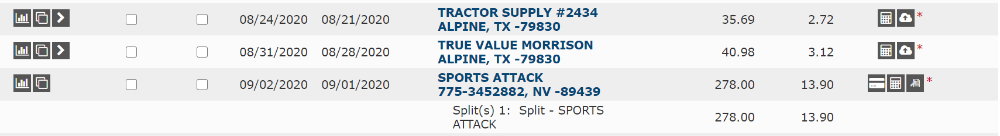 08/24/2020 08/21/2020 TRACTOR SUPPLY #2434 35.69 2.72 *
ALPINE, TX -79830
08/31/2020 08/28/2020 TRUE VALUE MORRISON 40.98 3.12 *
ALPINE, TX -79830
09/02/2020 09/01/2020 SPORTS ATTACK 278.00 13.90 *
775-3452882, NV -89439
Split(s) 1: Split - SPORTS 278.00 13.90
ATTACK